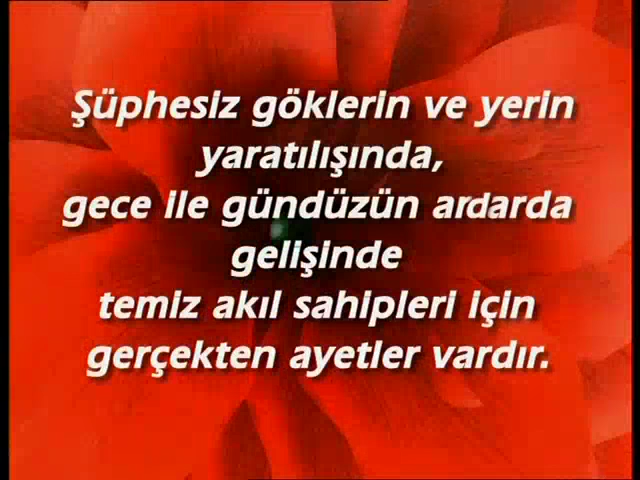 Şüphesiz göklerin ve yerin
yaratılışında,
gece ile gündüzün ardarda
gelişinde
temiz akıl sahipleri için
gerçekten ayetler vardır.